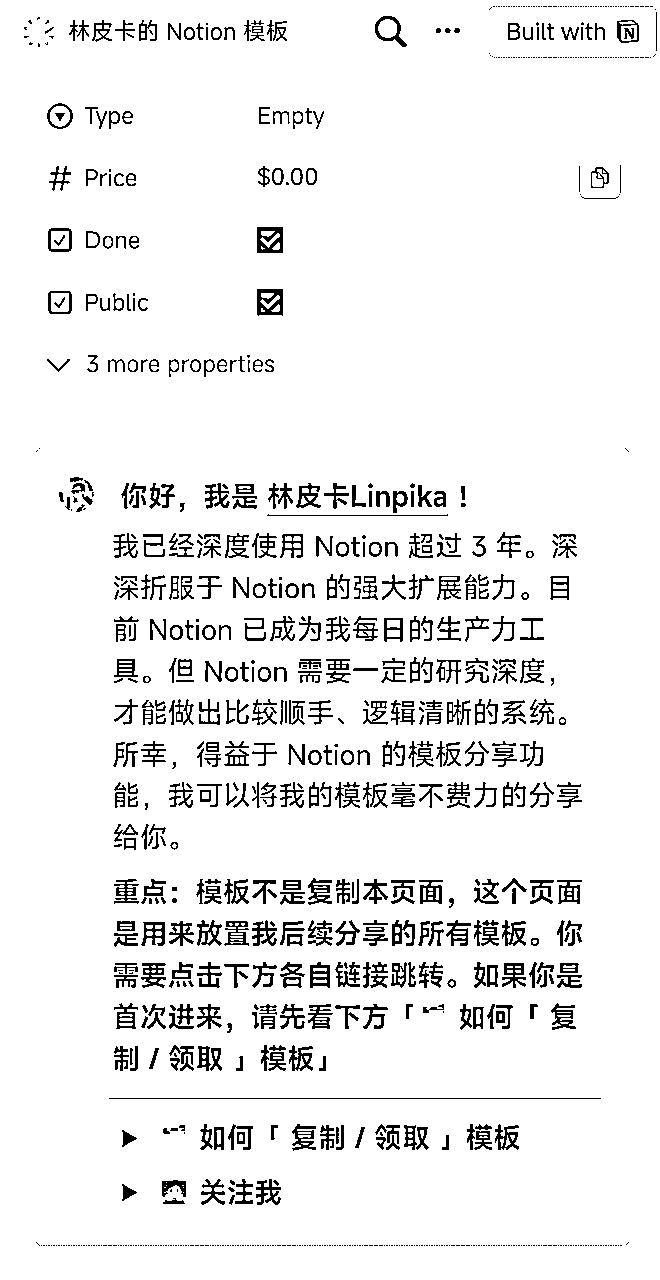 林皮卡的 Notion 模板
Built with
Type Empty
Price $0.00
Done
Public
3 more properties
你好，我是 林皮卡Linpika！
我已经深度使用 Notion 超过 3 年。深
深折服于 Notion 的强大扩展能力。目
前 Notion 已成为我每日的生产力工
具。但 Notion 需要一定的研究深度，
才能做出比较顺手、逻辑清晰的系统。
所幸，得益于 Notion 的模板分享功
能，我可以将我的模板毫不费力的分享
给你。
重点：模板不是复制本页面，这个页面
是用来放置我后续分享的所有模板。你
需要点击下方各自链接跳转。如果你是
首次进来，请先看下方「 如何「 复
制 / 领取 」模板」
如何「 复制 / 领取 」模板
关注我